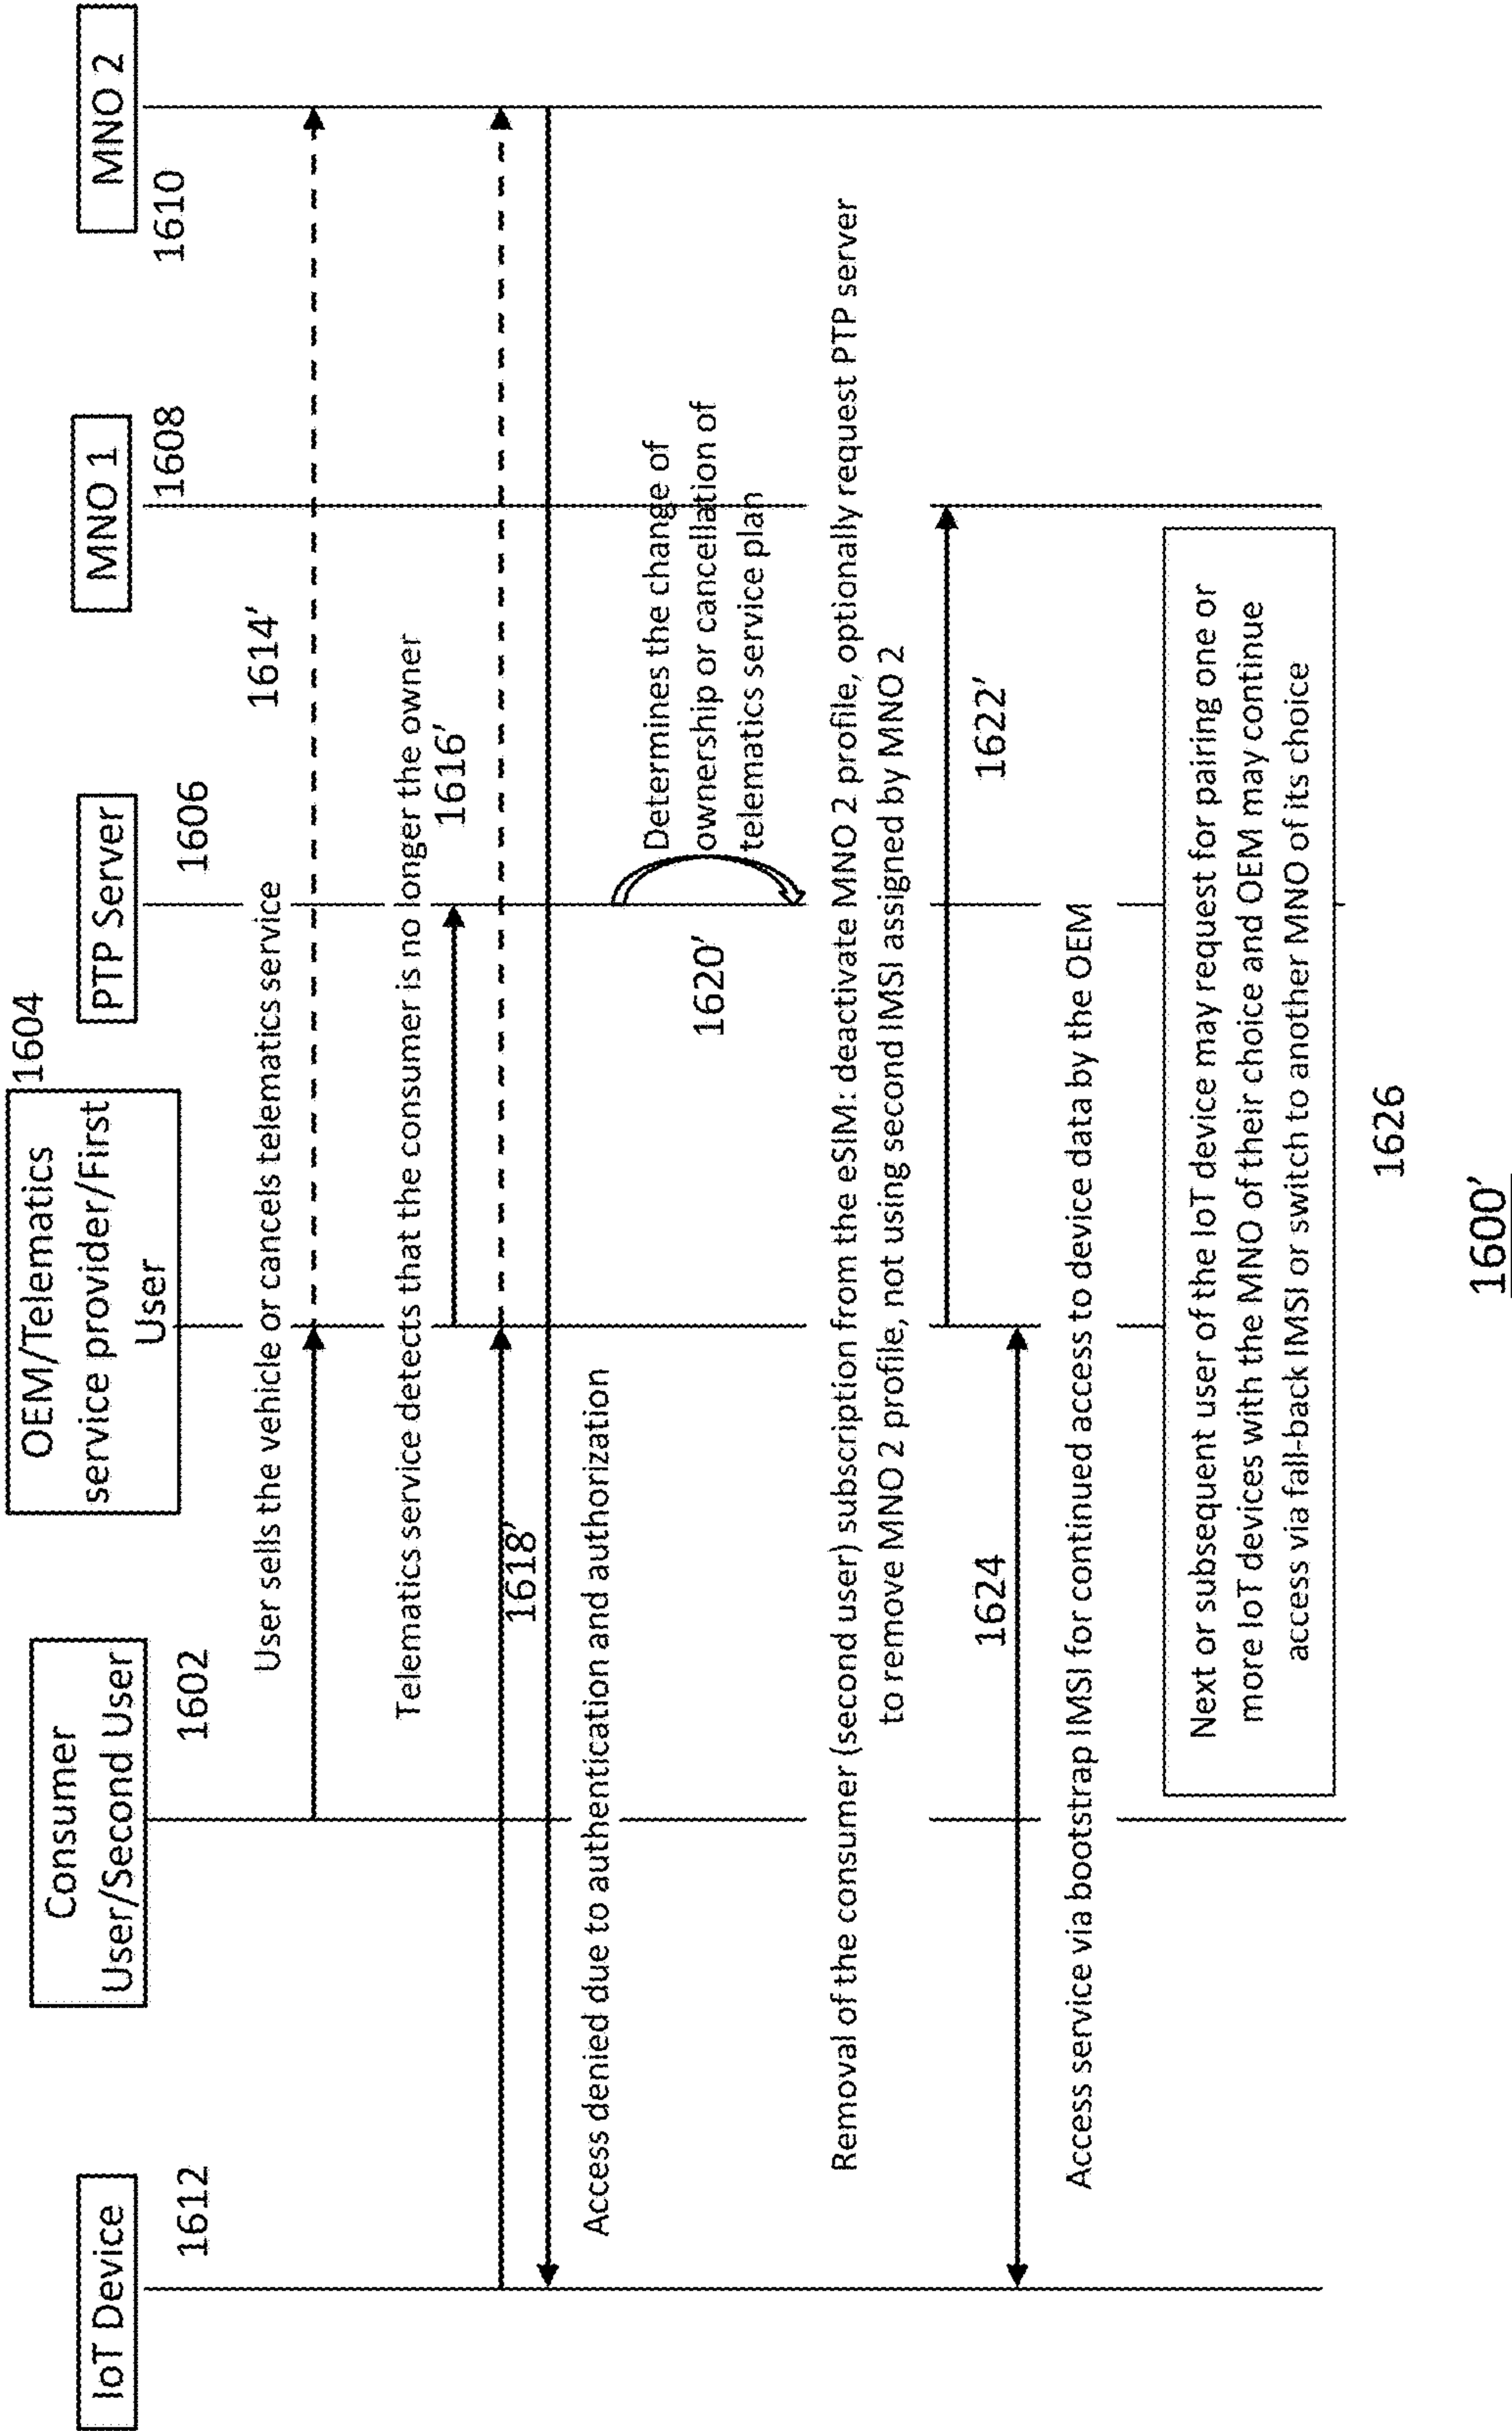 IoT Device
1612
Consumer
User/Second User
1602
OEM/Telematics
service provider/First
User
1604
PTP Server
1606
MNO 1
1608
MNO 2
1610
User sells the vehicle or cancels telematics service
1614’
Telematics service detects that the consumer is no longer the owner
1616’
1618’
Access denied due to authentication and authorization
Determines the change of
ownership or cancellation of
telematics service plan
1620’
Removal of the consumer (second user) subscription from the eSIM: deactivate MNO 2 profile, optionally request PTP server
to remove MNO 2 profile, not using second IMSI assigned by MNO 2
1622’
1624
Access service via bootstrap IMSI for continued access to device data by the OEM
Next or subsequent user of the IoT device may request for pairing one or
more IoT devices with the MNO of their choice and OEM may continue
access via fall-back IMSI or switch to another MNO of its choice
1626
1600’